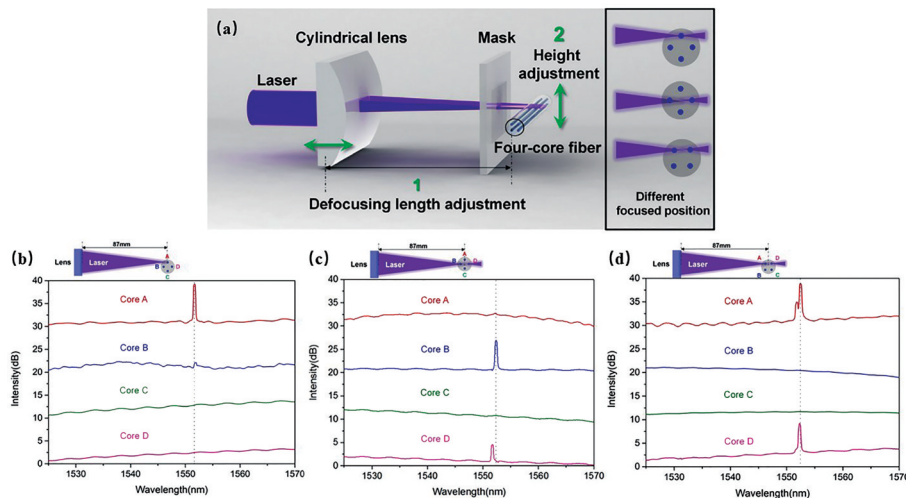 (a)
Cylindrical lens
Mask
2
Height
adjustment
Laser
Four-core fiber
1
Defocusing length adjustment
Different
focused position
(b)
87mm
Lens
Laser
A
B
D
C
40
35
30
25
20
15
10
5
0
Intensity(dB)
Core A
Core B
Core C
Core D
1530
1540
1550
1560
1570
Wavelength(nm)
(c)
87mm
Lens
Laser
A
B
D
C
40
35
30
25
20
15
10
5
0
Intensity(dB)
Core A
Core B
Core C
Core D
1530
1540
1550
1560
1570
Wavelength(nm)
(d)
87mm
Lens
Laser
A
D
B
C
40
35
30
25
20
15
10
5
0
Intensity(dB)
Core A
Core B
Core C
Core D
1530
1540
1550
1560
1570
Wavelength(nm)